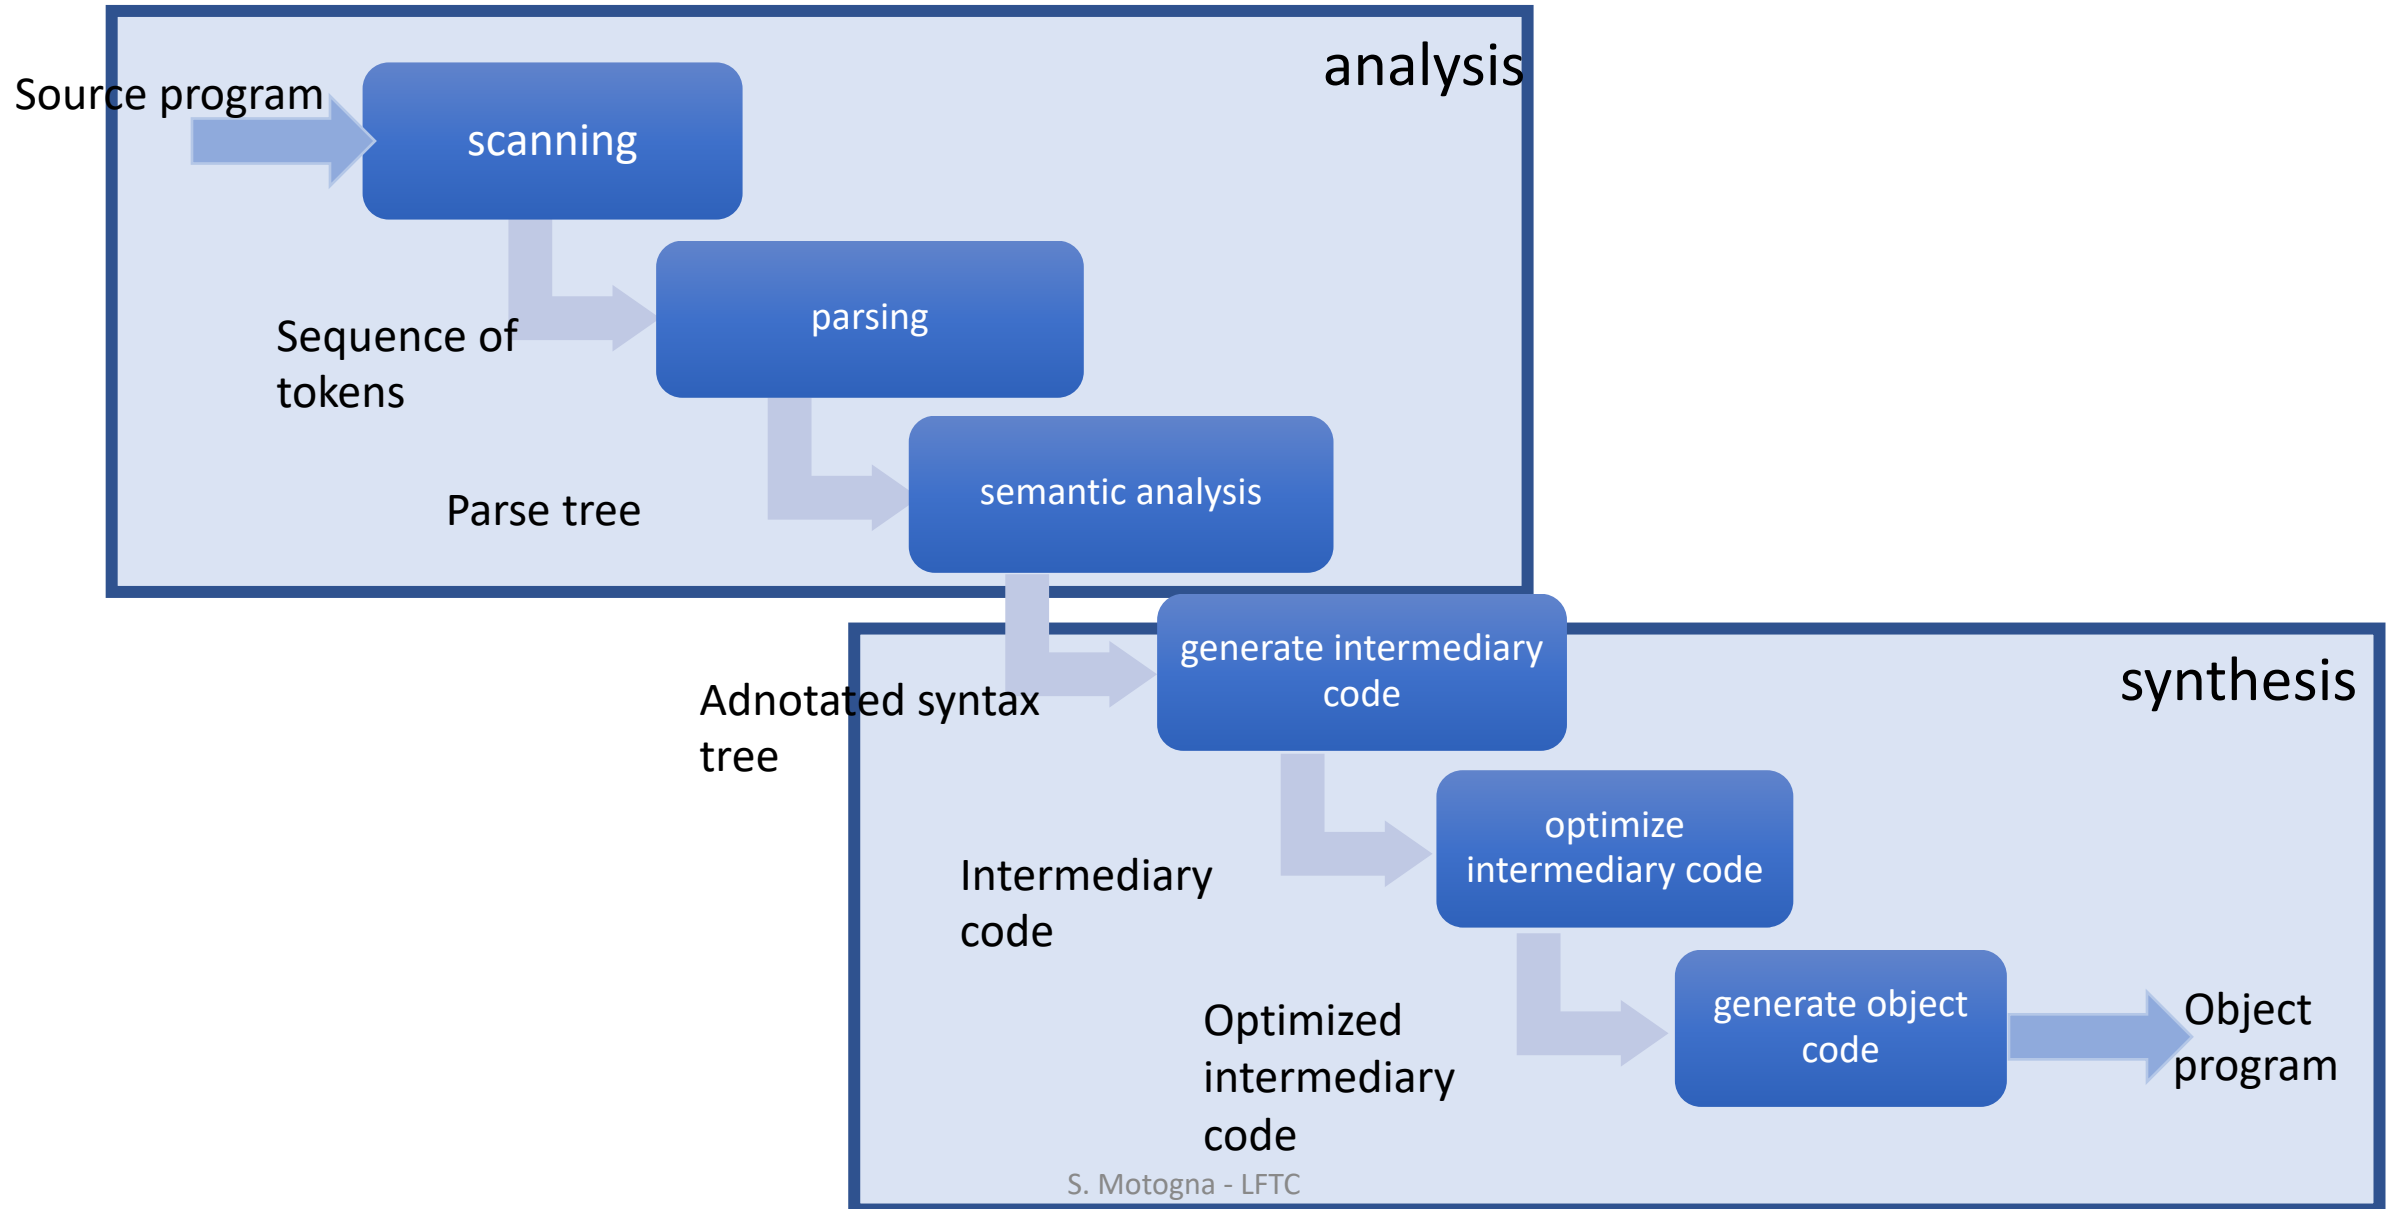 analysis
Source program
scanning
Sequence of
tokens
parsing
Parse tree
semantic analysis
Adnotated syntax
tree
generate intermediary
code
synthesis
Intermediary
code
optimize
intermediary code
Optimized
intermediary
code
generate object
code
Object
program
S. Motogna - LFTC